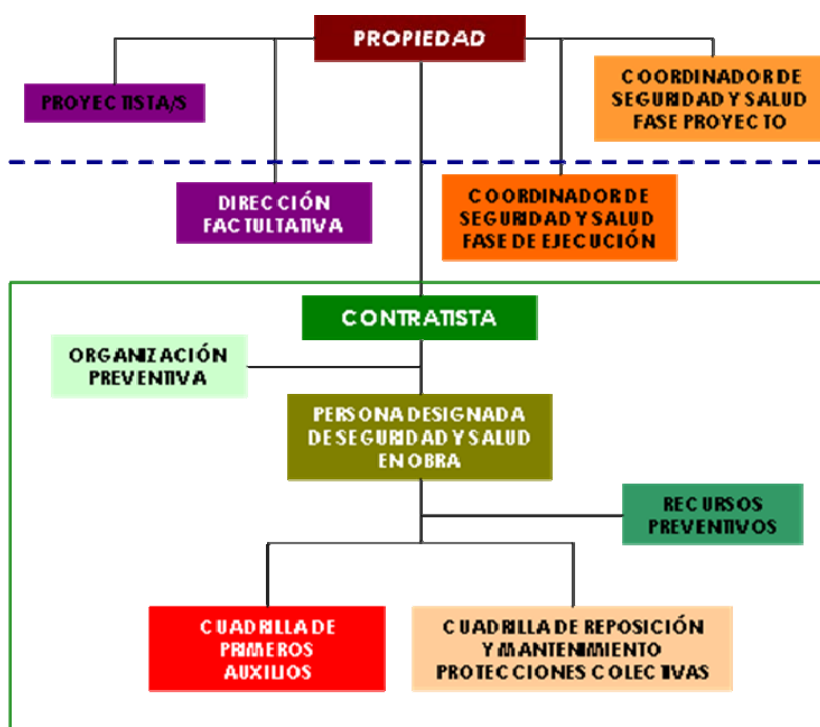 PROPIEDAD
PROYECTISTA/S
COORDINADOR DE
SEGURIDAD Y SALUD
FASE PROYECTO
DIRECCIÓN
FACTULTATIVA
COORDINADOR DE
SEGURIDAD Y SALUD
FASE DE EJECUCIÓN
CONTRATISTA
ORGANIZACIÓN
PREVENTIVA
PERSONA DESIGNADA
DE SEGURIDAD Y SALUD
EN OBRA
RECURSOS
PREVENTIVOS
CUADRILLA DE
PRIMEROS
AUXILIOS
CUADRILLA DE REPOSICIÓN
Y MANTENIMIENTO
PROTECCIONES COLECTIVAS